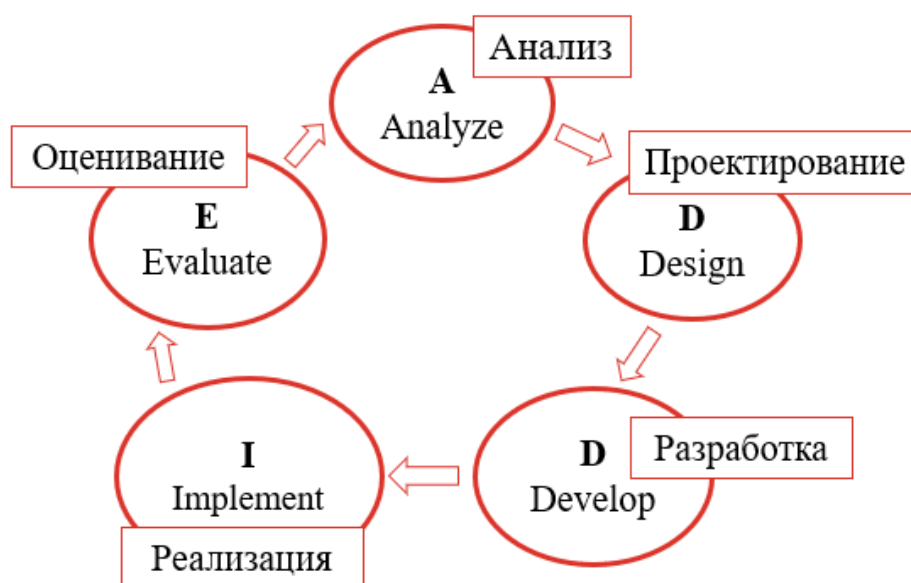 Анализ
A
Analyze
Проектирование
D
Design
Разработка
D
Develop
I
Implement
Реализация
Оценивание
E
Evaluate